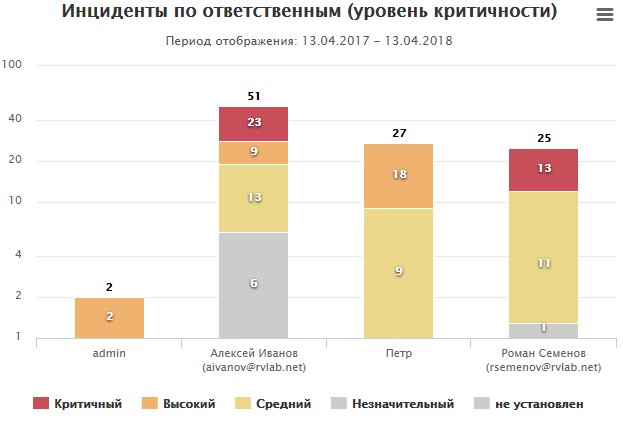 Инциденты по ответственным (уровень критичности)
Период отображения: 13.04.2017 - 13.04.2018
100
40
20
10
4
2
1
2
2
51
23
9
13
6
27
18
9
25
13
11
1
admin
Алексей Иванов
(aivanov@rvlab.net)
Петр
Роман Семенов
(rsemenov@rvlab.net)
Критичный
Высокий
Средний
Незначительный
не установлен